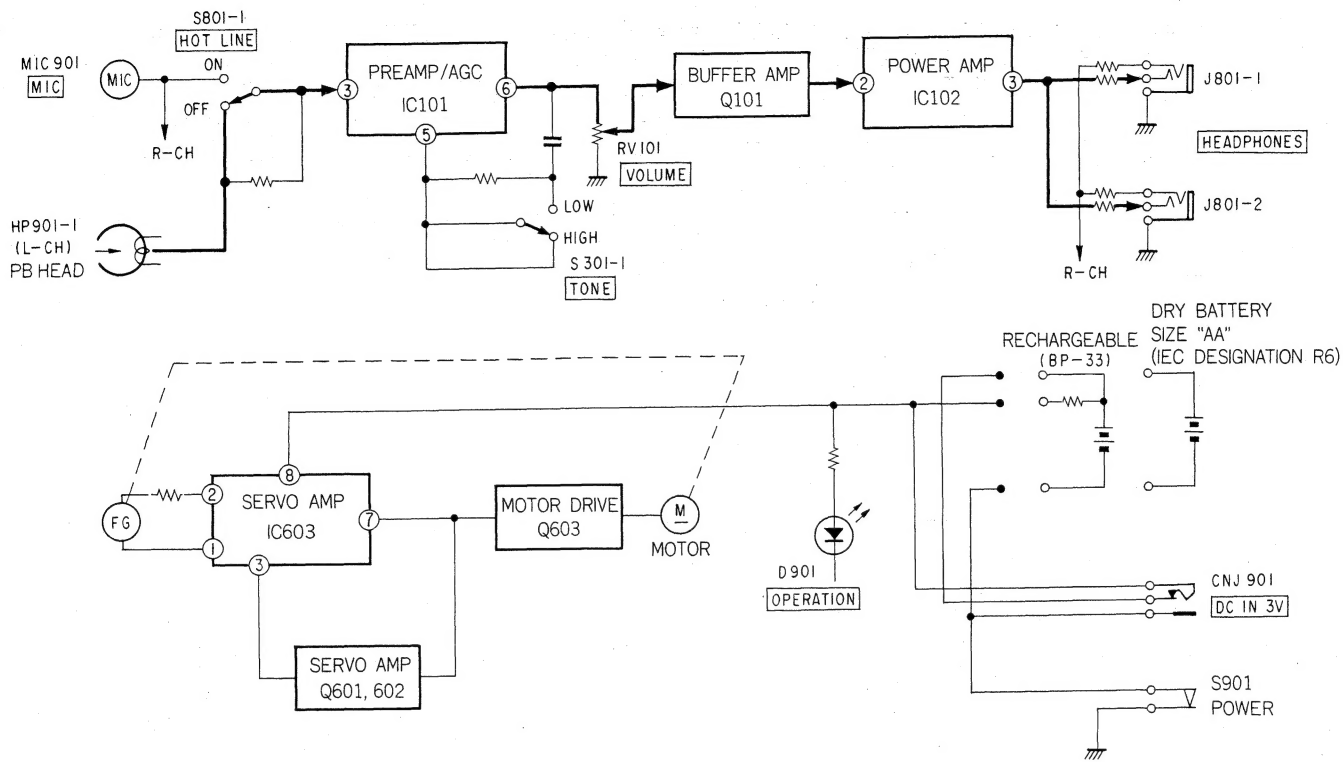 S801-1
HOT LINE
MIC 901
MIC
MIC
ON
OFF
R-CH
HP901-1
(L-CH)
PB HEAD
3
PREAMP/AGC
IC101
6
5
RV101
VOLUME
LOW
HIGH
S301-1
TONE
BUFFER AMP
Q101
2
POWER AMP
IC102
3
J801-1
HEADPHONES
J801-2
R-CH
DRY BATTERY
SIZE "AA"
(IEC DESIGNATION R6)
RECHARGEABLE
(BP-33)
8
2
SERVO AMP
IC603
7
1
3
FG
MOTOR DRIVE
Q603
M
MOTOR
SERVO AMP
Q601, 602
D901
OPERATION
CNJ 901
DC IN 3V
S901
POWER